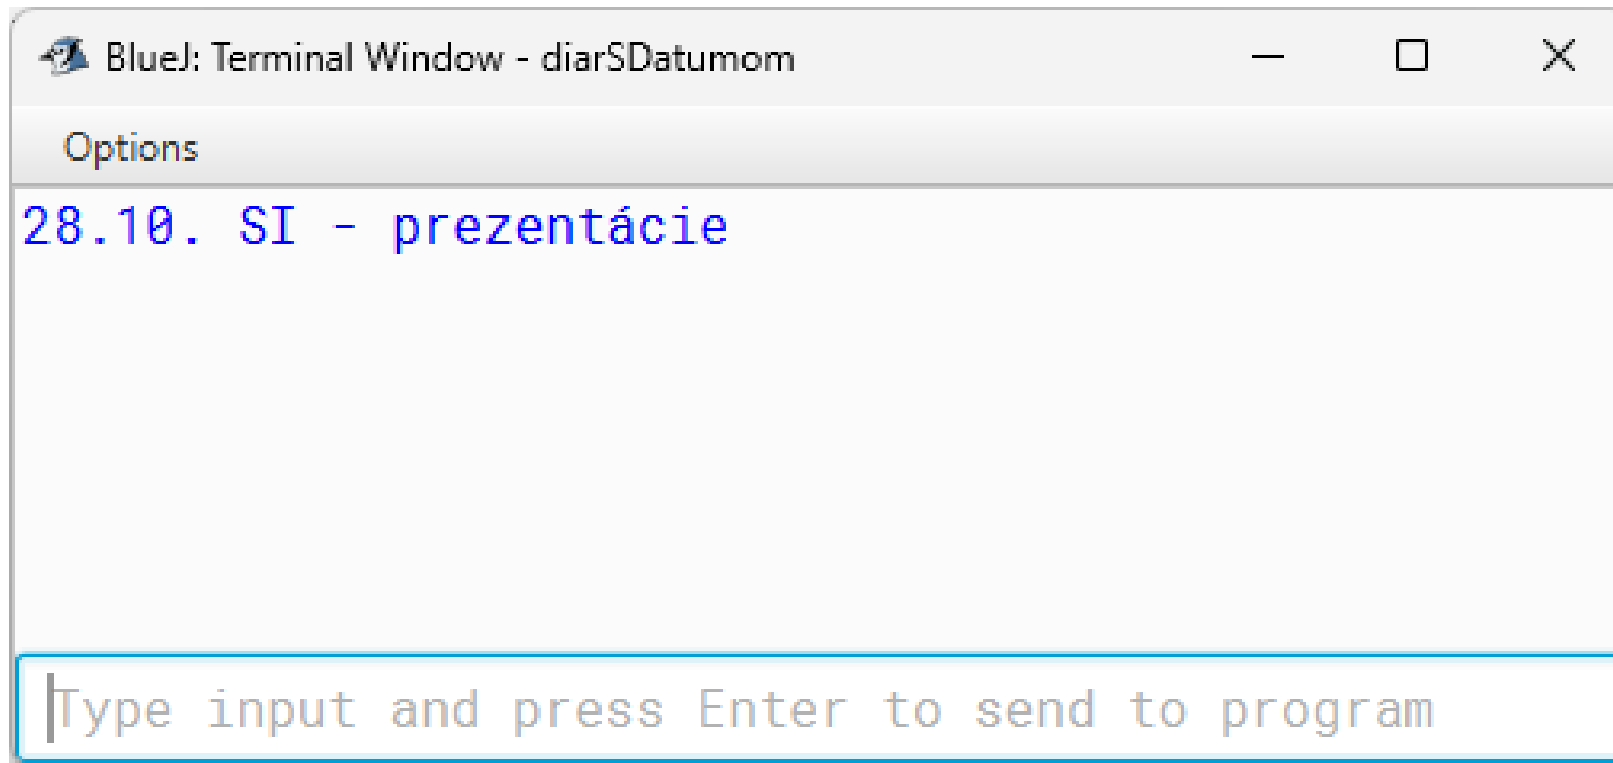 BlueJ: Terminal Window - diarSDatumom
Options
28.10. SI - prezentácie
Type input and press Enter to send to program